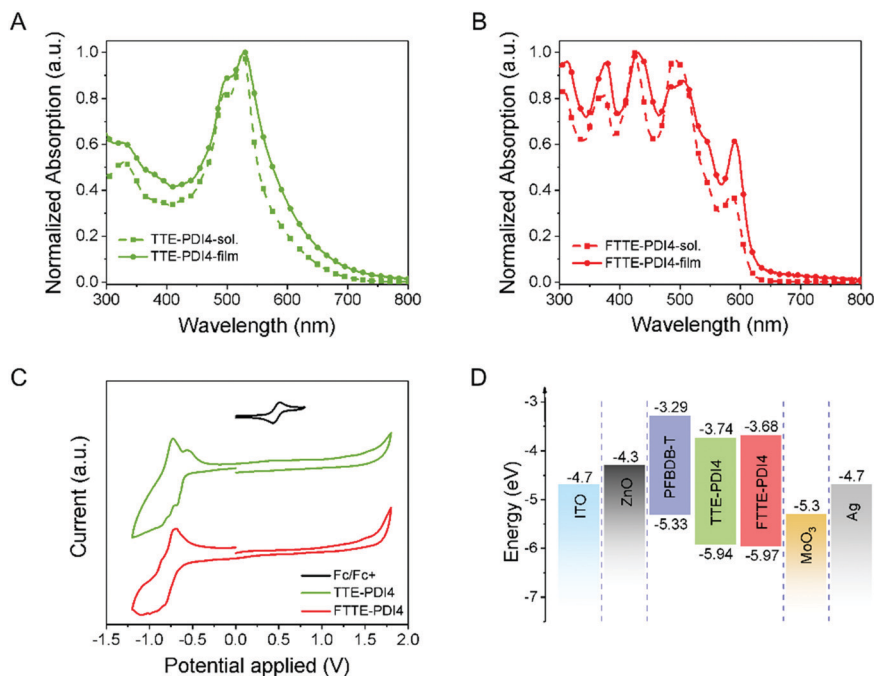 A
Normalized Absorption (a.u.)
1.0
0.8
0.6
0.4
0.2
0.0
TTE-PDI4-sol.
TTE-PDI4-film
300 400 500 600 700 800
Wavelength (nm)
B
Normalized Absorption (a.u.)
1.0
0.8
0.6
0.4
0.2
0.0
FTTE-PDI4-sol.
FTTE-PDI4-film
300 400 500 600 700 800
Wavelength (nm)
C
Current (a.u.)
Fc/Fc+
TTE-PDI4
FTTE-PDI4
-1.5 -1.0 -0.5 0.0 0.5 1.0 1.5 2.0
Potential applied (V)
D
Energy (eV)
-3
-4
-5
-6
-7
-4.7
ITO
-4.3
ZnO
-3.29
PFBDB-T
-5.33
-3.74
TTE-PDI4
-5.94
-3.68
FTTE-PDI4
-5.97
-5.3
MoO₃
-4.7
Ag